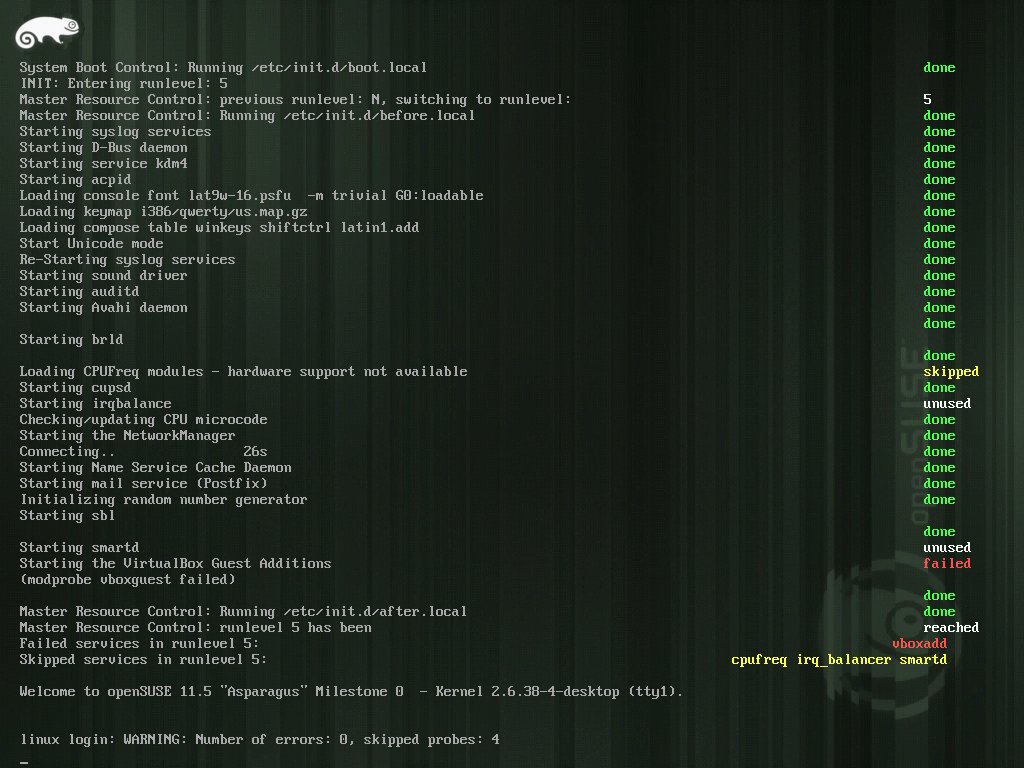 System Boot Control: Running /etc/init.d/boot.local done
INIT: Entering runlevel: 5
Master Resource Control: previous runlevel: N, switching to runlevel: 5
Master Resource Control: Running /etc/init.d/before.local done
Starting syslog services done
Starting D-Bus daemon done
Starting service kdm4 done
Starting acpid done
Loading console font lat9w-16.psfu  -m trivial G0:loadable done
Loading keymap i386/qwerty/us.map.gz done
Loading compose table winkeys shiftctrl latin1.add done
Start Unicode mode done
Re-Starting syslog services done
Starting sound driver done
Starting auditd done
Starting Avahi daemon done
done
Starting brld
done
Loading CPUFreq modules - hardware support not available skipped
Starting cupsd done
Starting irqbalance unused
Checking/updating CPU microcode done
Starting the NetworkManager done
Connecting.. 26s done
Starting Name Service Cache Daemon done
Starting mail service (Postfix) done
Initializing random number generator done
Starting sbl
done
Starting smartd unused
Starting the VirtualBox Guest Additions failed
(modprobe vboxguest failed)
done
Master Resource Control: Running /etc/init.d/after.local done
Master Resource Control: runlevel 5 has been reached
Failed services in runlevel 5: vboxadd
Skipped services in runlevel 5: cpufreq irq_balancer smartd
Welcome to openSUSE 11.5 "Asparagus" Milestone 0  - Kernel 2.6.38-4-desktop (tty1).
linux login: WARNING: Number of errors: 0, skipped probes: 4
_
openSUSE